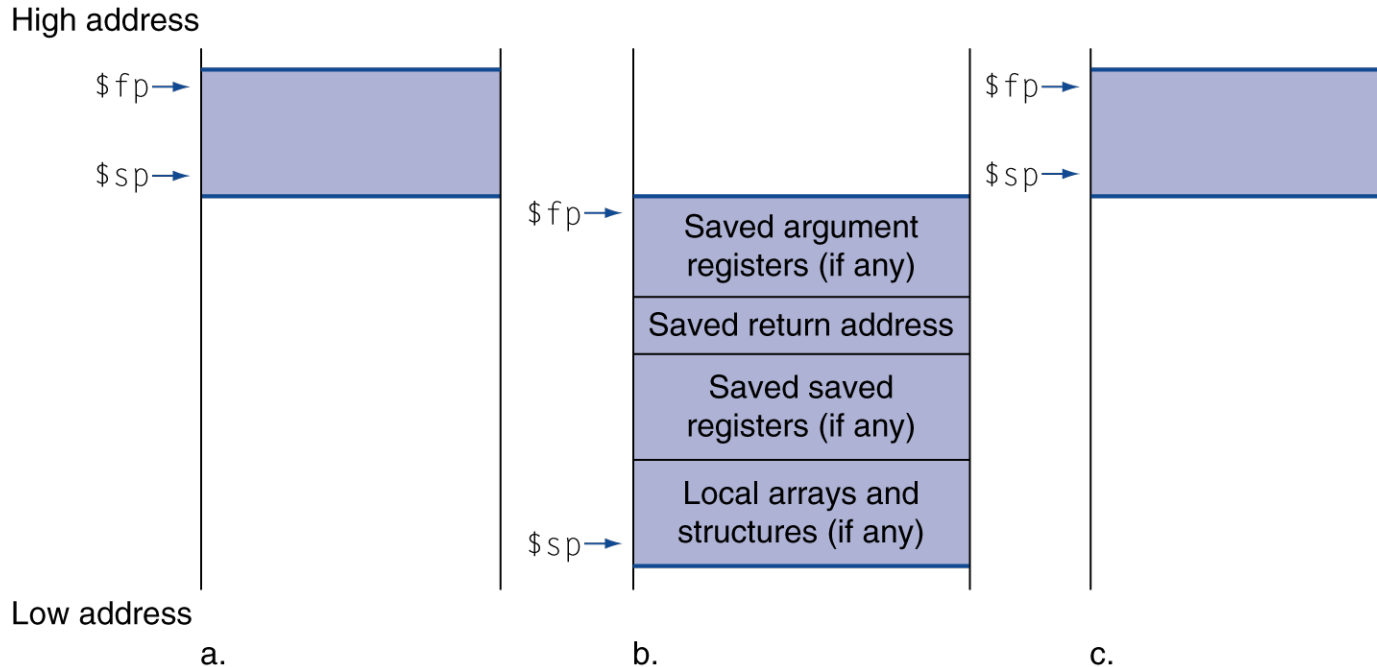 High address
$fp
$sp
$fp
Saved argument
registers (if any)
Saved return address
Saved saved
registers (if any)
Local arrays and
structures (if any)
$sp
$fp
$sp
Low address
a.
b.
c.